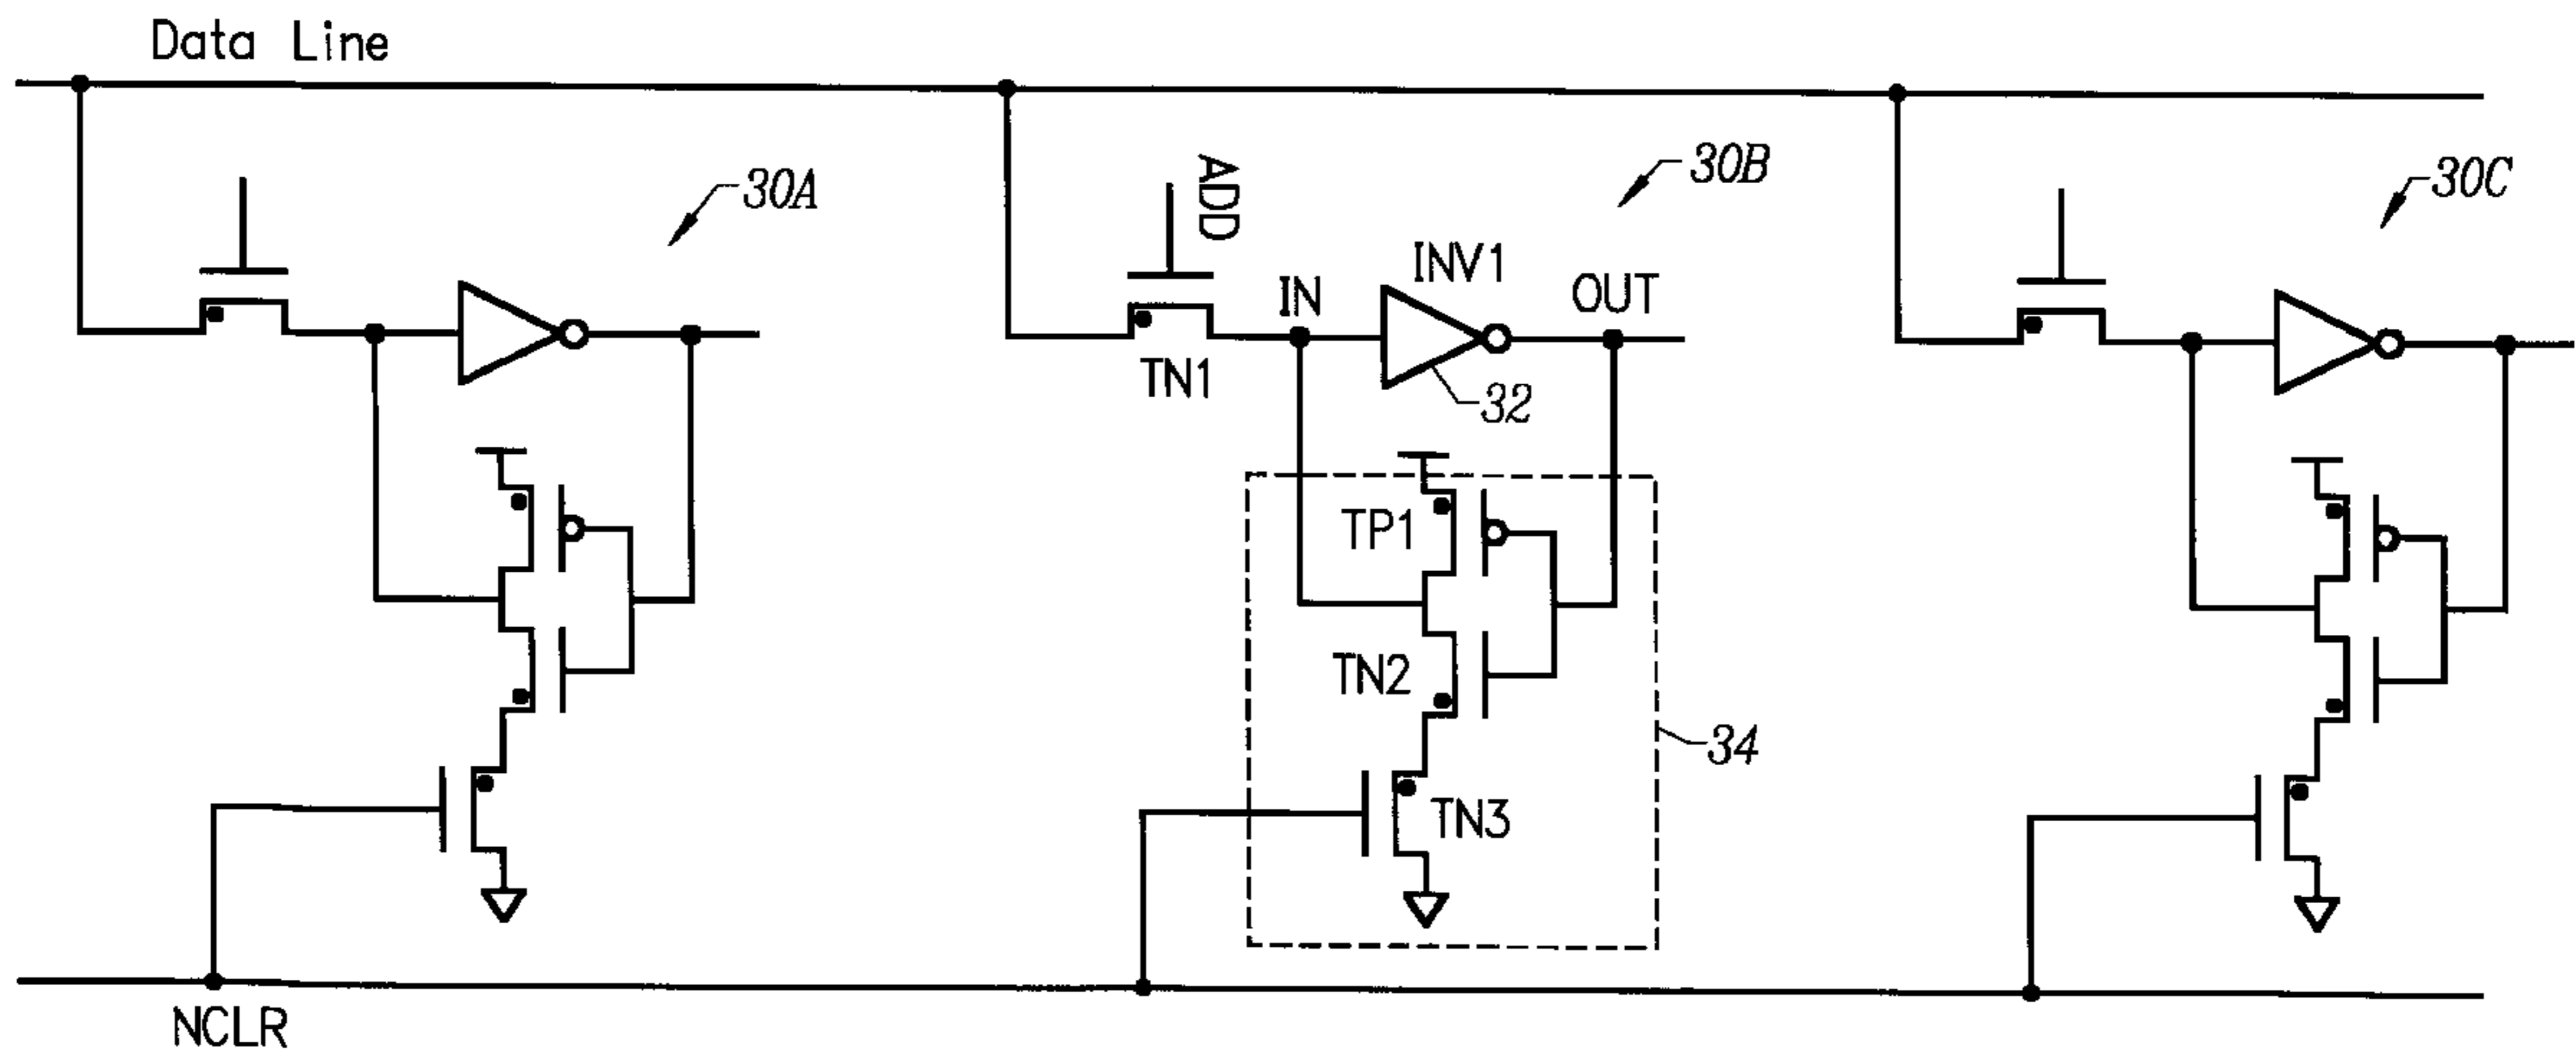 Data Line
30A
ADD
30B
30C
IN
INV1
OUT
TN1
32
TP1
TN2
34
TN3
NCLR